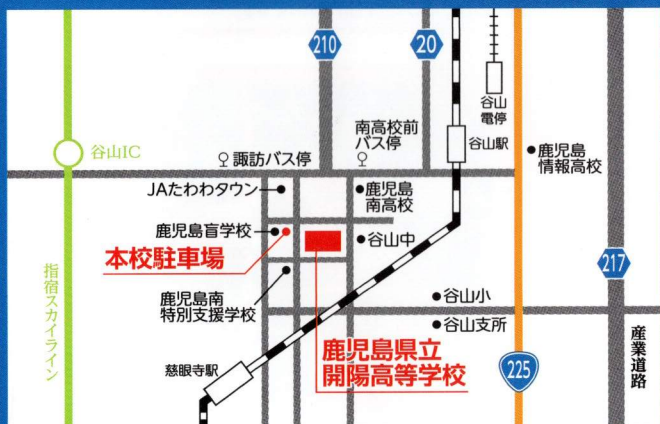 210
20
谷山
電停
谷山駅
鹿児島
情報高校
谷山IC
諏訪バス停
南高校前
バス停
JAたわわタウン
鹿児島
南高校
鹿児島盲学校
谷山中
本校駐車場
217
指宿スカイライン
鹿児島南
特別支援学校
谷山小
谷山支所
鹿児島県立
開陽高等学校
慈眼寺駅
225
産業道路